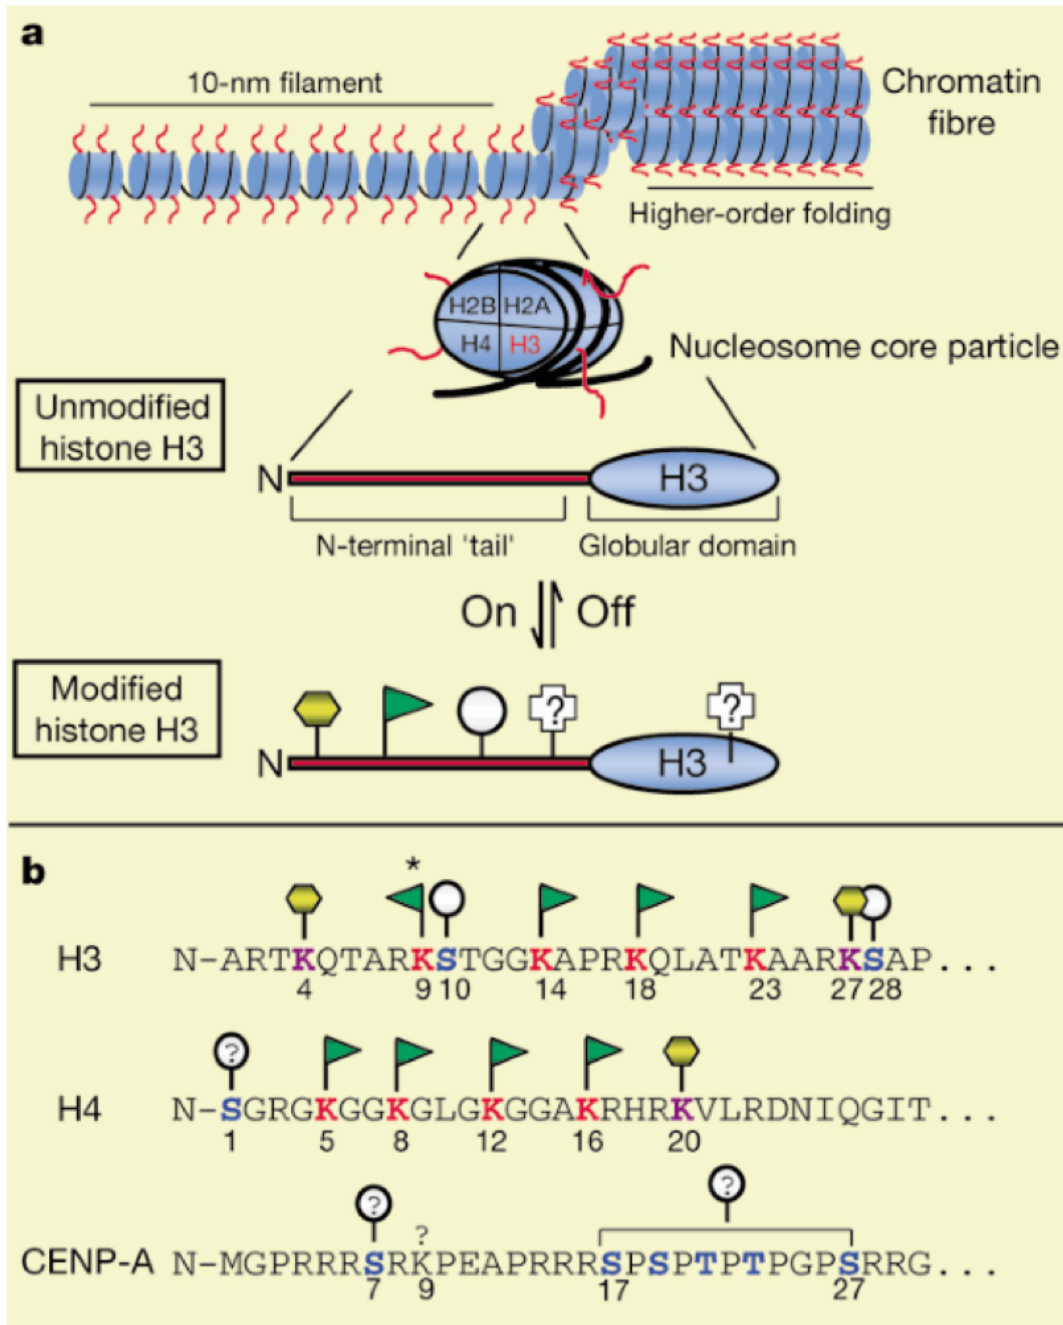 a
10-nm filament
Chromatin
fibre
Higher-order folding
H2B H2A
H4 H3
Nucleosome core particle
Unmodified
histone H3
N H3
N-terminal 'tail' Globular domain
On Off
Modified
histone H3
? ?
N H3
b
*
H3 N-ARTKQTARKSTGGKAPRKQLATKAARKSAP...
4 9 10 14 18 23 27 28
?
H4 N-SGRGKGGKGLGKGGAKRHRKVLRDNIQGIT...
1 5 8 12 16 20
? ? ?
CENP-A N-MGPRRRSRKPEAPRRRSPSPTPTPGPSRRG...
7 9 17 27